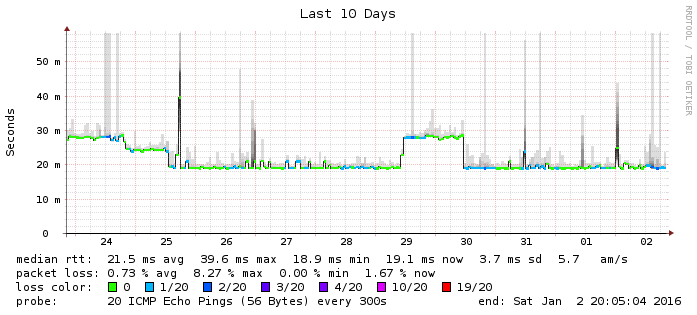 Last 10 Days
RRDTOOL / TOBI OETIKER
Seconds
50 m
40 m
30 m
20 m
10 m
0
24 25 26 27 28 29 30 31 01 02
median rtt: 21.5 ms avg 39.6 ms max 18.9 ms min 19.1 ms now 3.7 ms sd 5.7 am/s
packet loss: 0.73 % avg 8.27 % max 0.00 % min 1.67 % now
loss color: 0 1/20 2/20 3/20 4/20 10/20 19/20
probe: 20 ICMP Echo Pings (56 Bytes) every 300s end: Sat Jan 2 20:05:04 2016